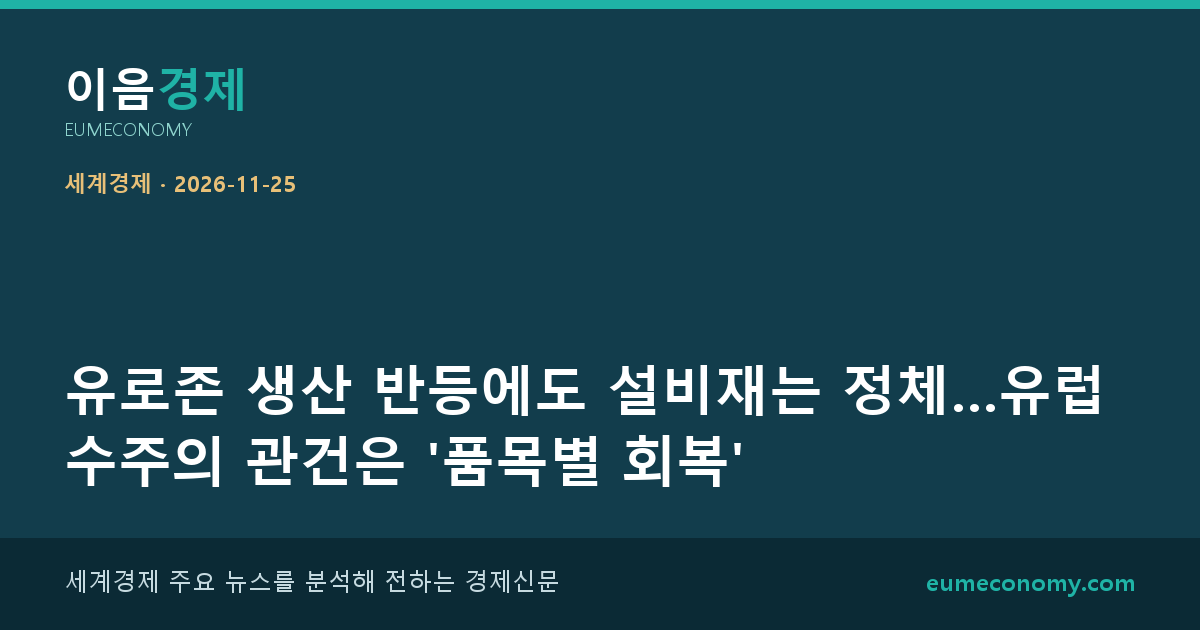 이음경제
EUMECONOMY
세계경제 · 2026-11-25
유로존 생산 반등에도 설비재는 정체…유럽
수주의 관건은 '품목별 회복'
세계경제 주요 뉴스를 분석해 전하는 경제신문
eumeconomy.com